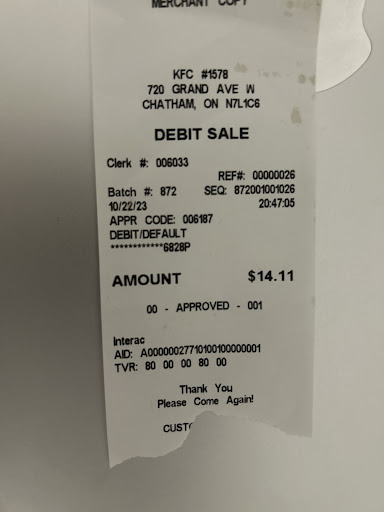 MERCHANT COPY
KFC #1578
720 GRAND AVE W
CHATHAM, ON N7L1C6
DEBIT SALE
Clerk #: 006033
REF#: 00000026
Batch #: 872 SEQ: 872001001026
10/22/23 20:47:05
APPR CODE: 006187
DEBIT/DEFAULT
************6828P
AMOUNT $14.11
00 - APPROVED - 001
Interac
AID: A0000002771010010000001
TVR: 80 00 00 80 00
Thank You
Please Come Again!
CUST